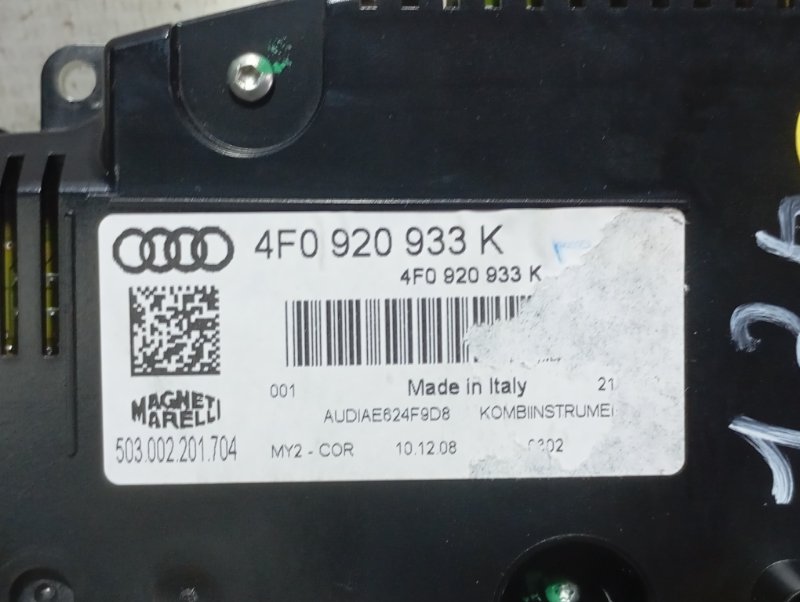 4F0 920 933 K
4F0 920 933 K
001 Made in Italy 21
MAGNETI MARELLI
AUDIAE624F9D8 KOMBIINSTRUME
503.002.201.704
MY2 - COR 10.12.08